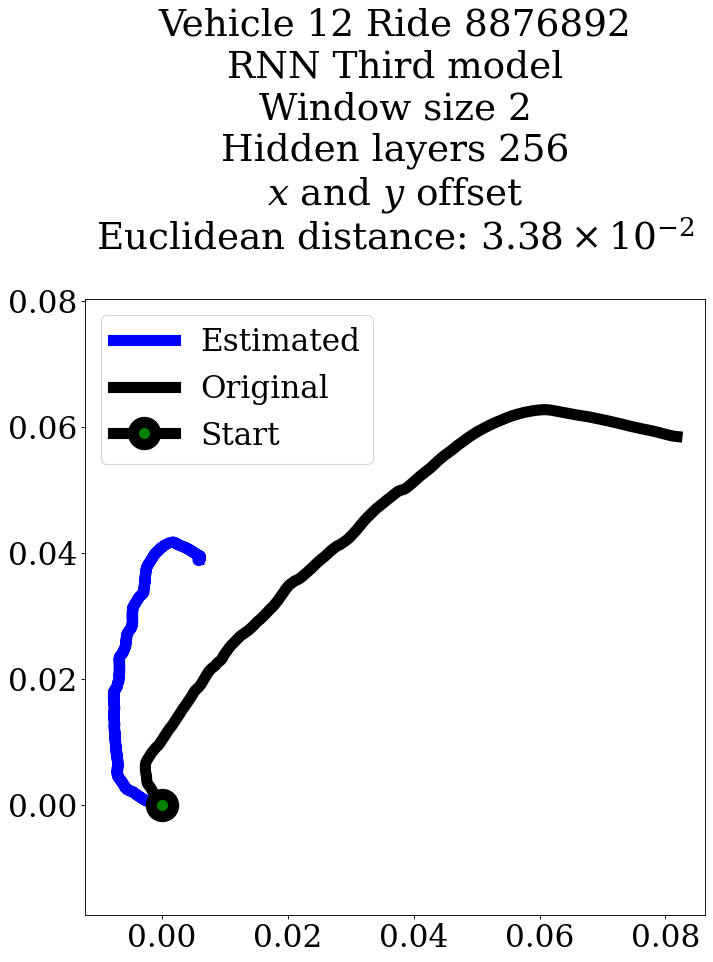 Vehicle 12 Ride 8876892
RNN Third model
Window size 2
Hidden layers 256
x and y offset
Euclidean distance: 3.38 × 10⁻²
0.08
Estimated
Original
Start
0.06
0.04
0.02
0.00
0.00 0.02 0.04 0.06 0.08